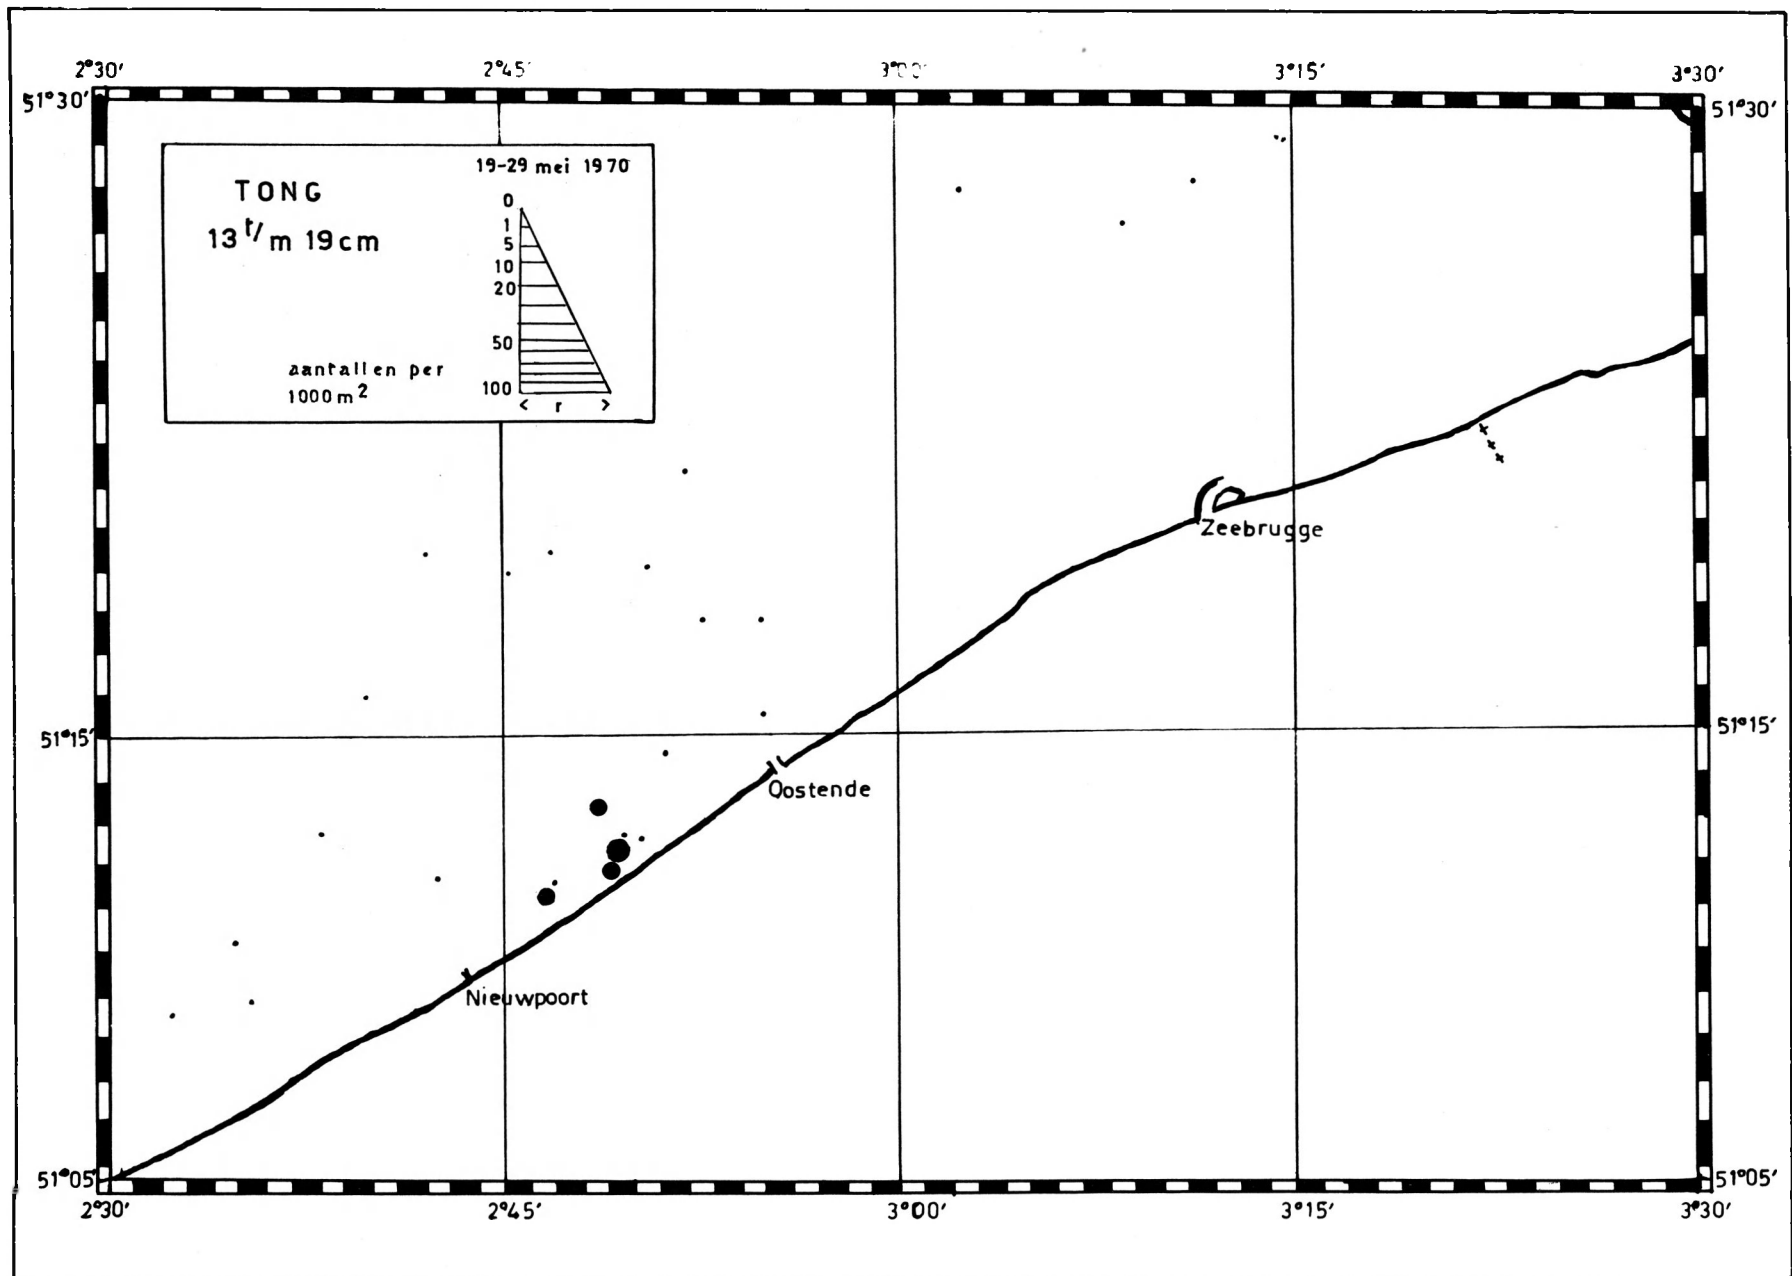 2°30′ 2°45′ 3°00′ 3°15′ 3°30′
51°30′ 51°30′
19-29 mei 1970
TONG
13 t/m 19cm
0
1
5
10
20
50
100
aantallen per
1000 m²
< r >
Zeebrugge
51°15′ 51°15′
Oostende
Nieuwpoort
51°05′ 51°05′
2°30′ 2°45′ 3°00′ 3°15′ 3°30′